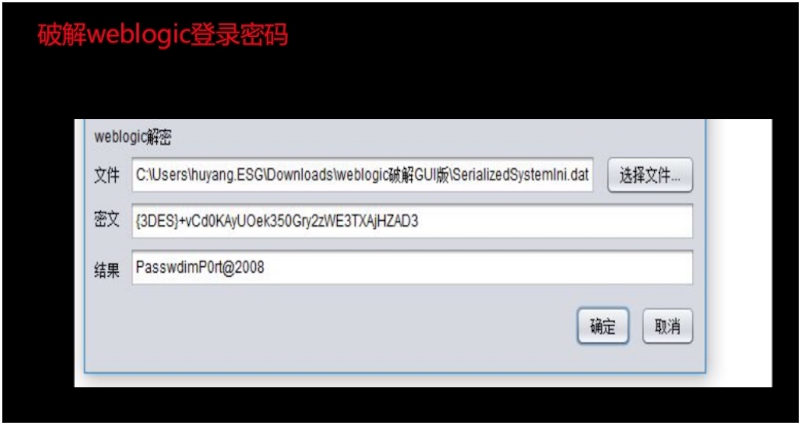 破解weblogic登录密码
weblogic解密
文件 C:\Users\huyang.ESG\Downloads\weblogic破解GUI版\SerializedSystemIni.dat 选择文件...
密文 {3DES}+vCd0KAyUOek350Gry2zWE3TXAjHZAD3
结果 PasswdimP0rt@2008
确定 取消